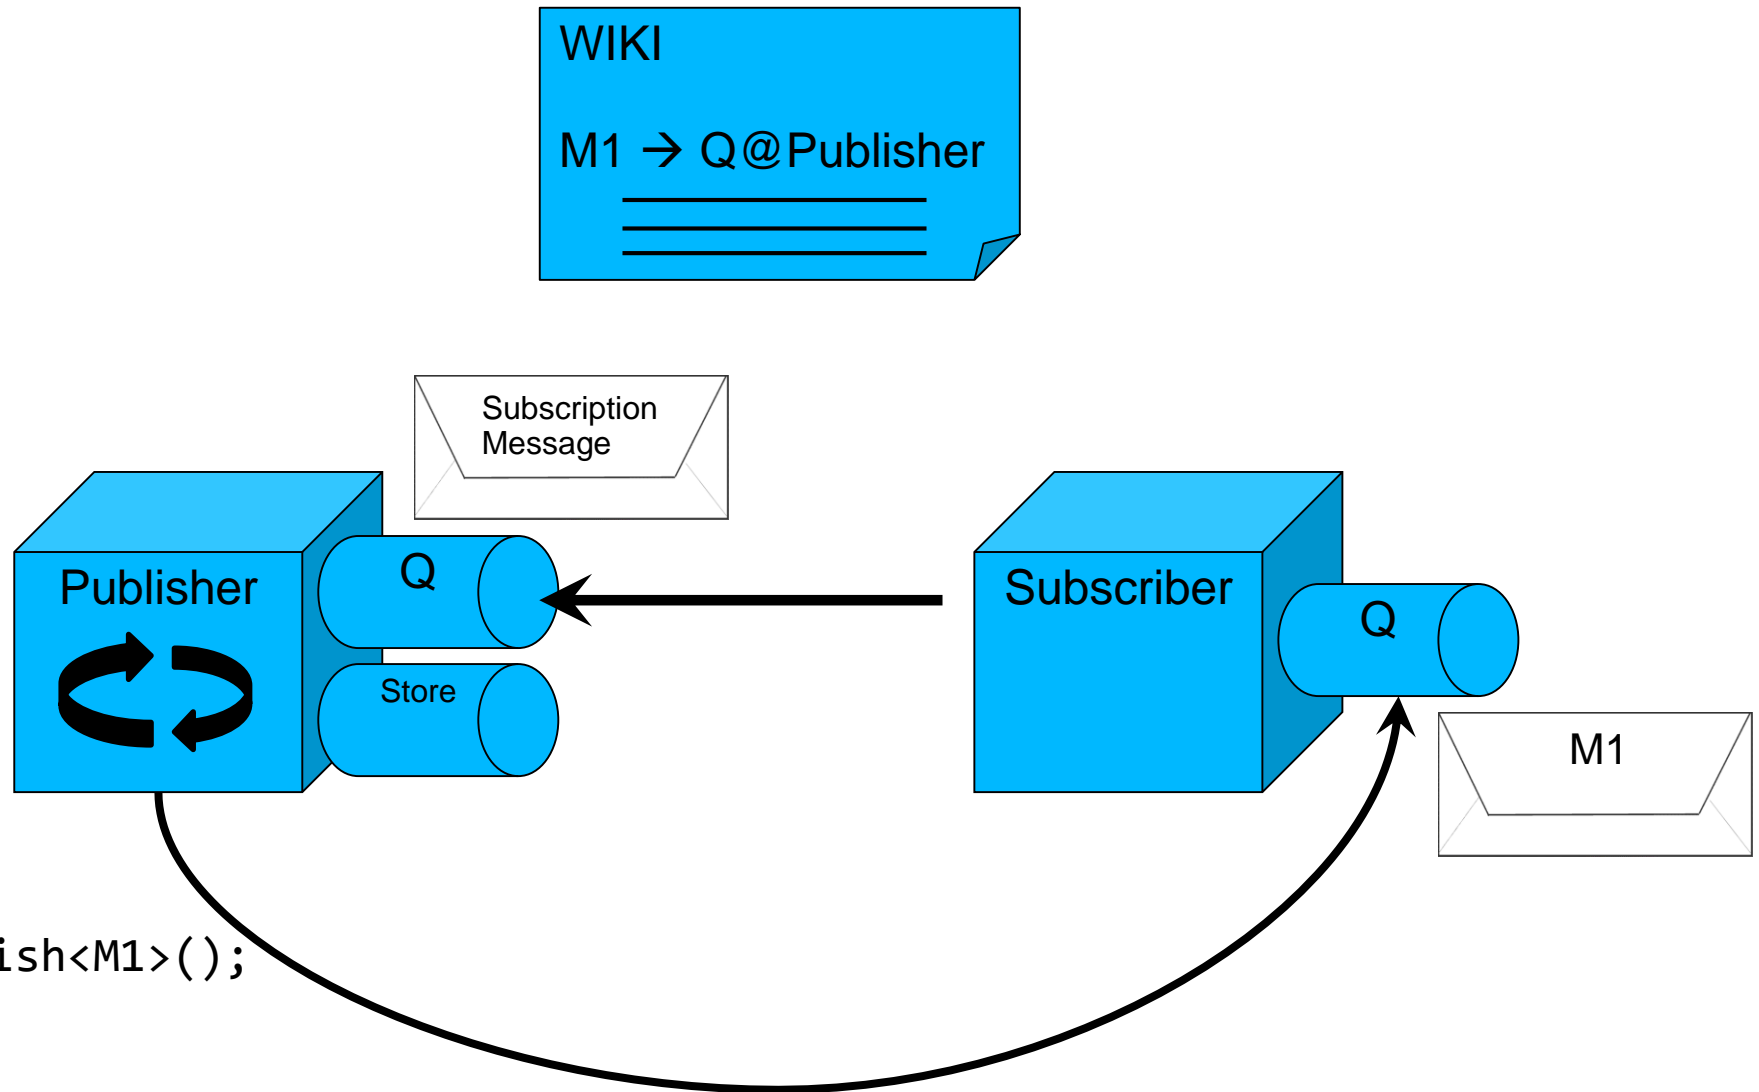 WIKI
M1 → Q@Publisher
Subscription
Message
Publisher
Q
Store
Subscriber
Q
M1
ish<M1>();